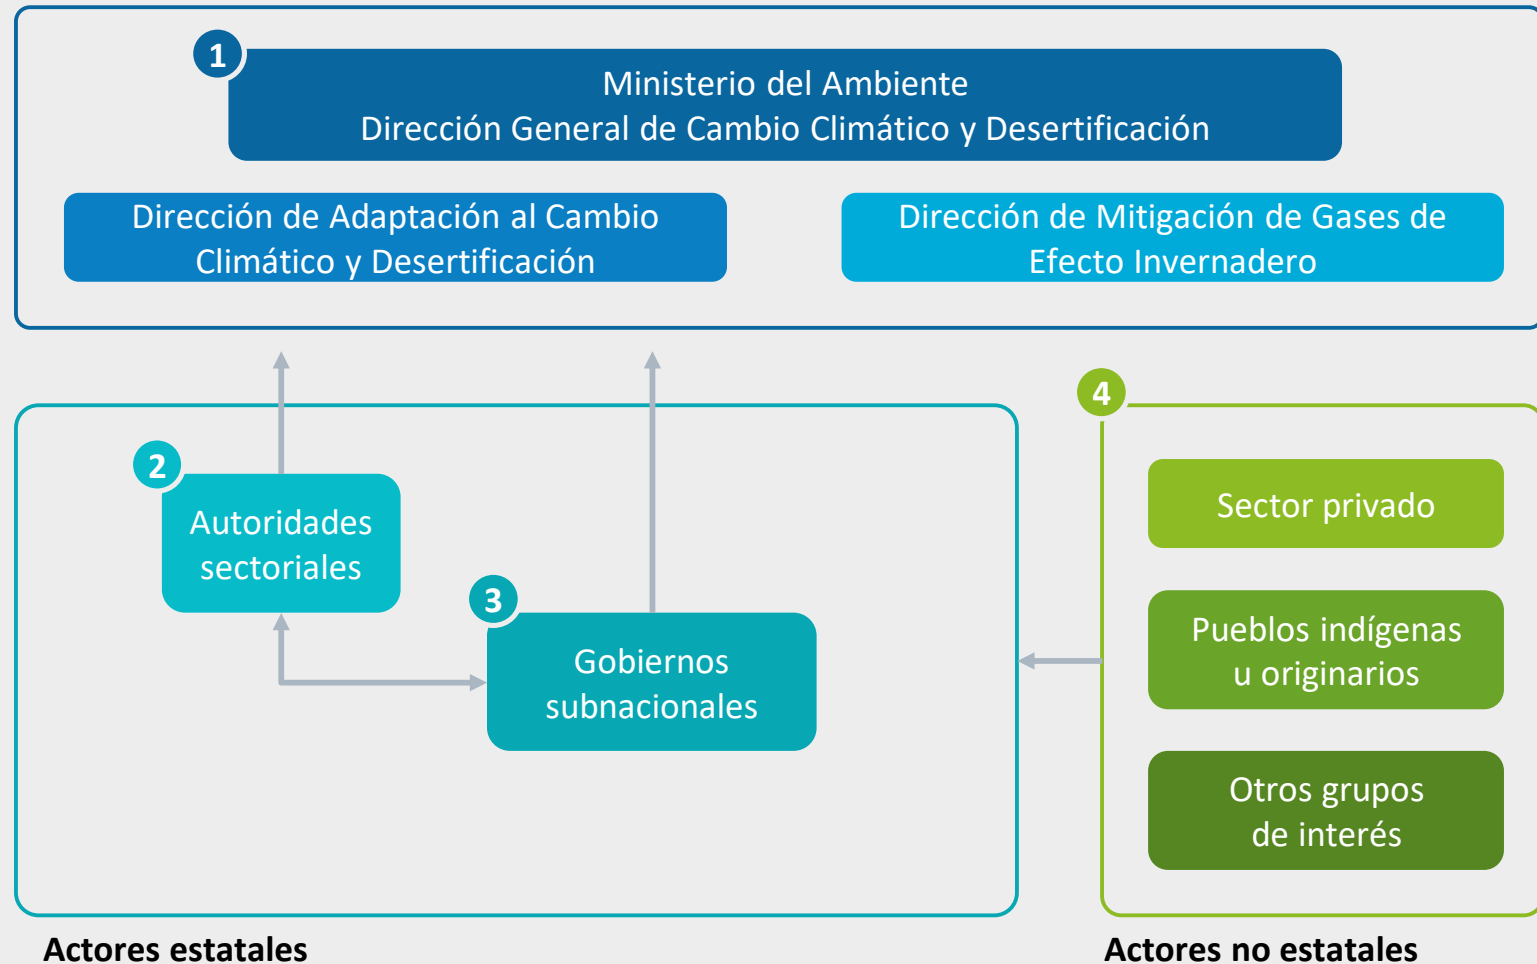 1
Ministerio del Ambiente
Dirección General de Cambio Climático y Desertificación
Dirección de Adaptación al Cambio
Climático y Desertificación
Dirección de Mitigación de Gases de
Efecto Invernadero
2
Autoridades
sectoriales
3
Gobiernos
subnacionales
4
Sector privado
Pueblos indígenas
u originarios
Otros grupos
de interés
Actores estatales
Actores no estatales